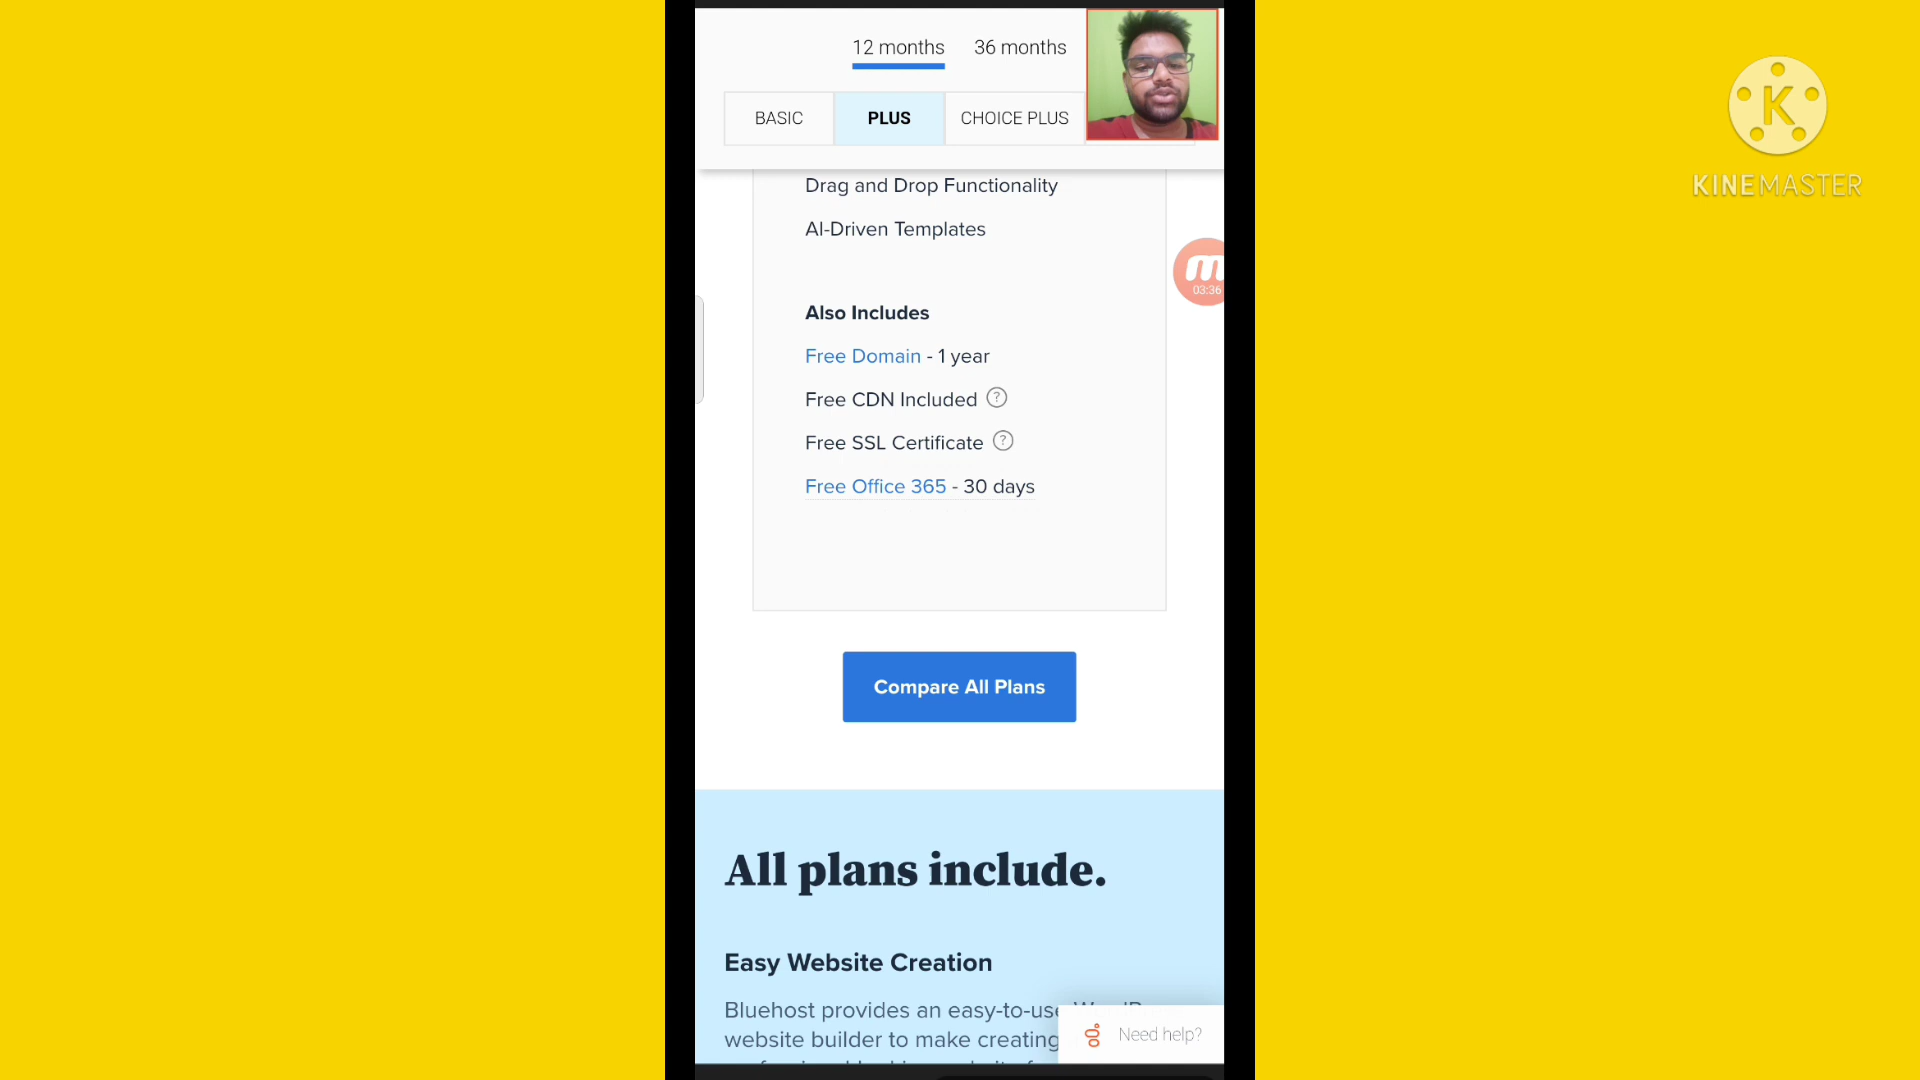 12 months 36 months
BASIC PLUS CHOICE PLUS
K
KINEMASTER
Drag and Drop Functionality
AI-Driven Templates
m
03:36
Also Includes
Free Domain - 1 year
Free CDN Included ?
Free SSL Certificate ?
Free Office 365 - 30 days
Compare All Plans
All plans include.
Easy Website Creation
Bluehost provides an easy-to-use
website builder to make creating
Need help?